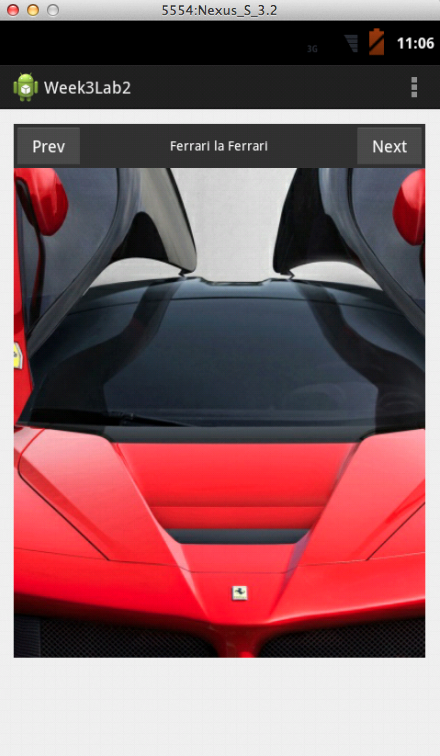 5554:Nexus_S_3.2
3G
11:06
Week3Lab2
Prev
Ferrari la Ferrari
Next